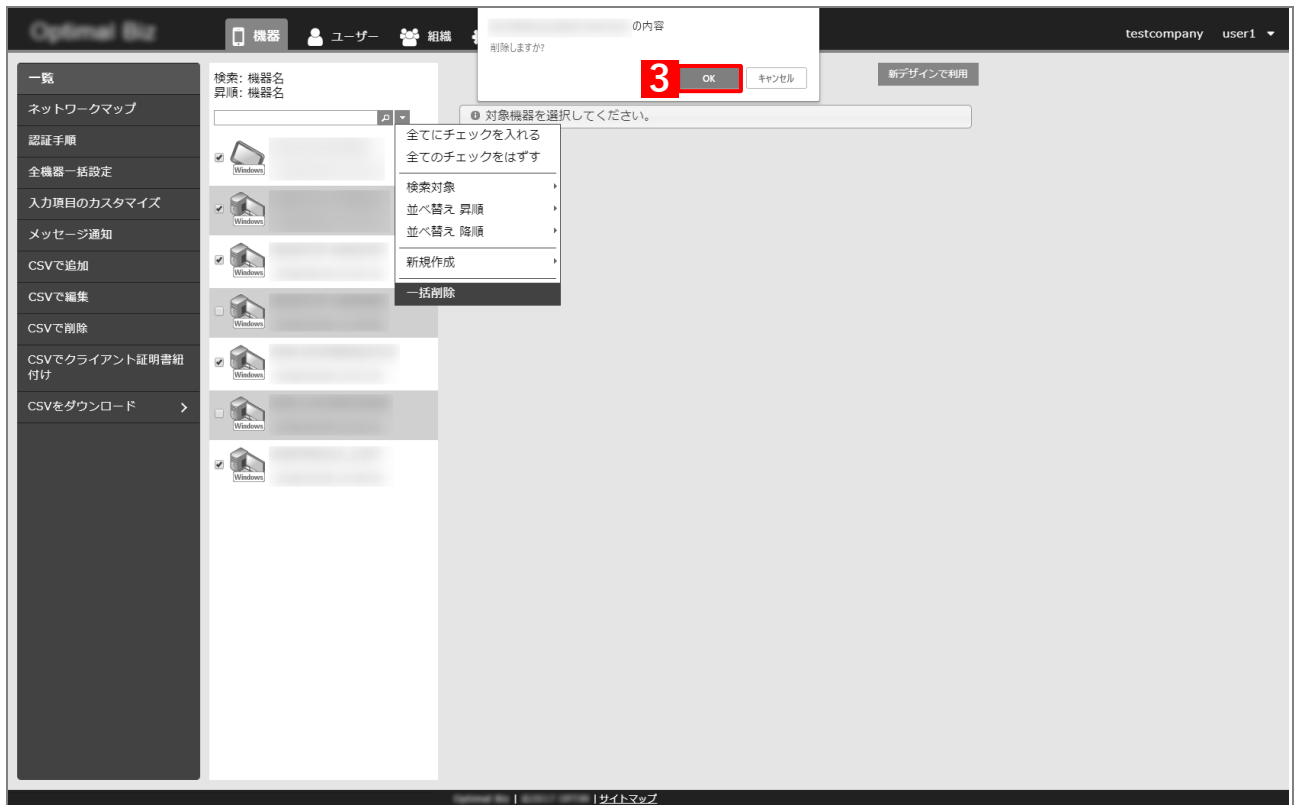 機器
ユーザー
組織
の内容
削除しますか?
3
OK
キャンセル
testcompany
user1
新デザインで利用
一覧
ネットワークマップ
認証手順
全機器一括設定
入力項目のカスタマイズ
メッセージ通知
CSVで追加
CSVで編集
CSVで削除
CSVでクライアント証明書紐
付け
CSVをダウンロード
検索: 機器名
昇順: 機器名
対象機器を選択してください。
全てにチェックを入れる
全てのチェックをはずす
検索対象
並べ替え 昇順
並べ替え 降順
新規作成
一括削除
Windows
Windows
Windows
Windows
Windows
Windows
Windows
| | サイトマップ